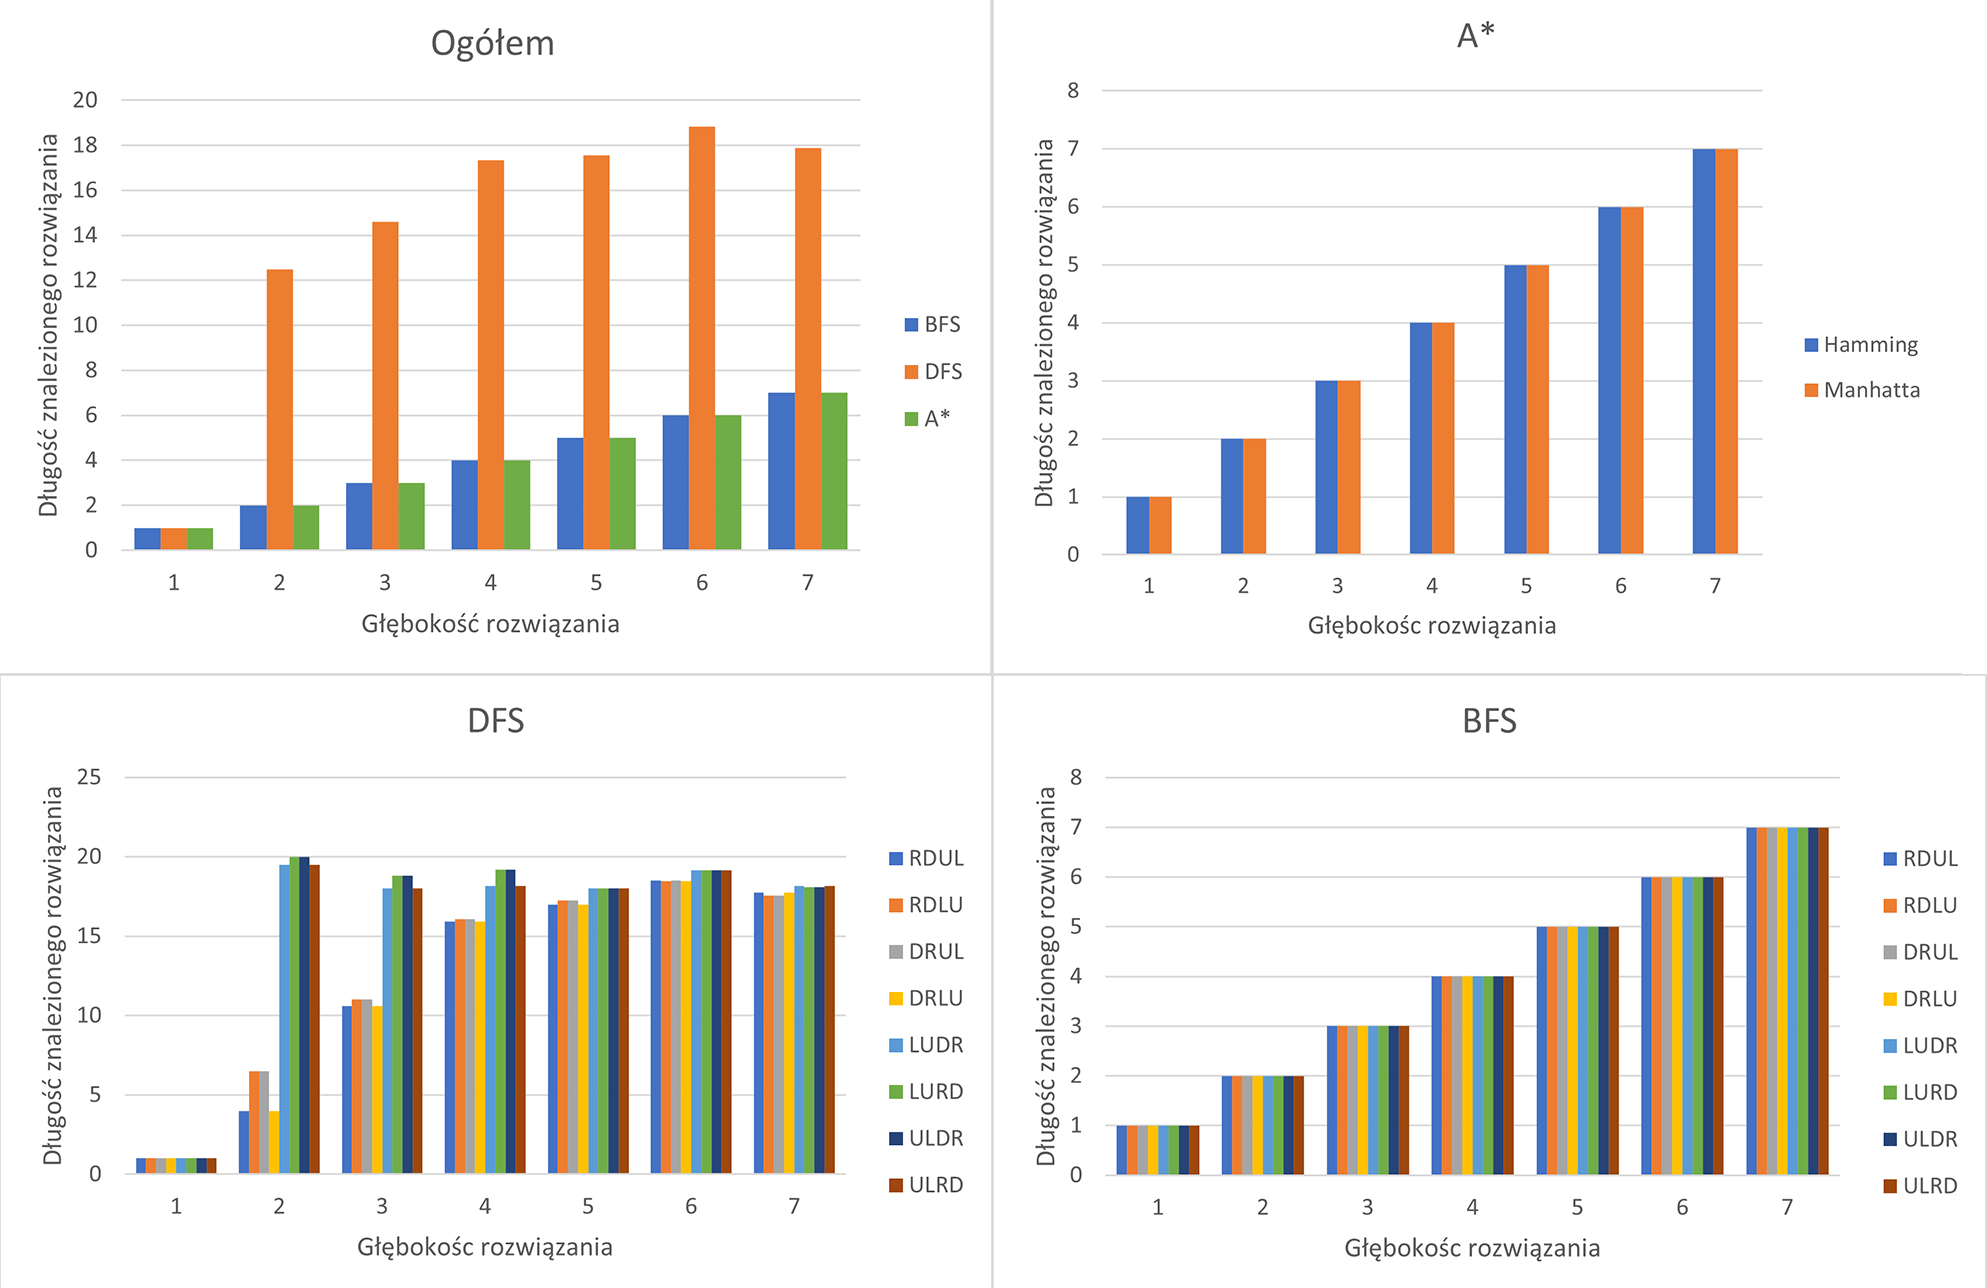 Ogółem
20
18
16
14
12
10
8
6
4
2
0
Długość znalezionego rozwiązania
1 2 3 4 5 6 7
Głębokość rozwiązania
BFS
DFS
A*
A*
8
7
6
5
4
3
2
1
0
Długośc znalezionego rozwiązania
1 2 3 4 5 6 7
Głębokośc rozwiązania
Hamming
Manhatta
DFS
25
20
15
10
5
0
Długość znalezionego rozwiązania
1 2 3 4 5 6 7
Głębokośc rozwiązania
RDUL
RDLU
DRUL
DRLU
LUDR
LURD
ULDR
ULRD
BFS
8
7
6
5
4
3
2
1
0
Długość znalezionego rozwiązania
1 2 3 4 5 6 7
Głębokośc rozwiązania
RDUL
RDLU
DRUL
DRLU
LUDR
LURD
ULDR
ULRD